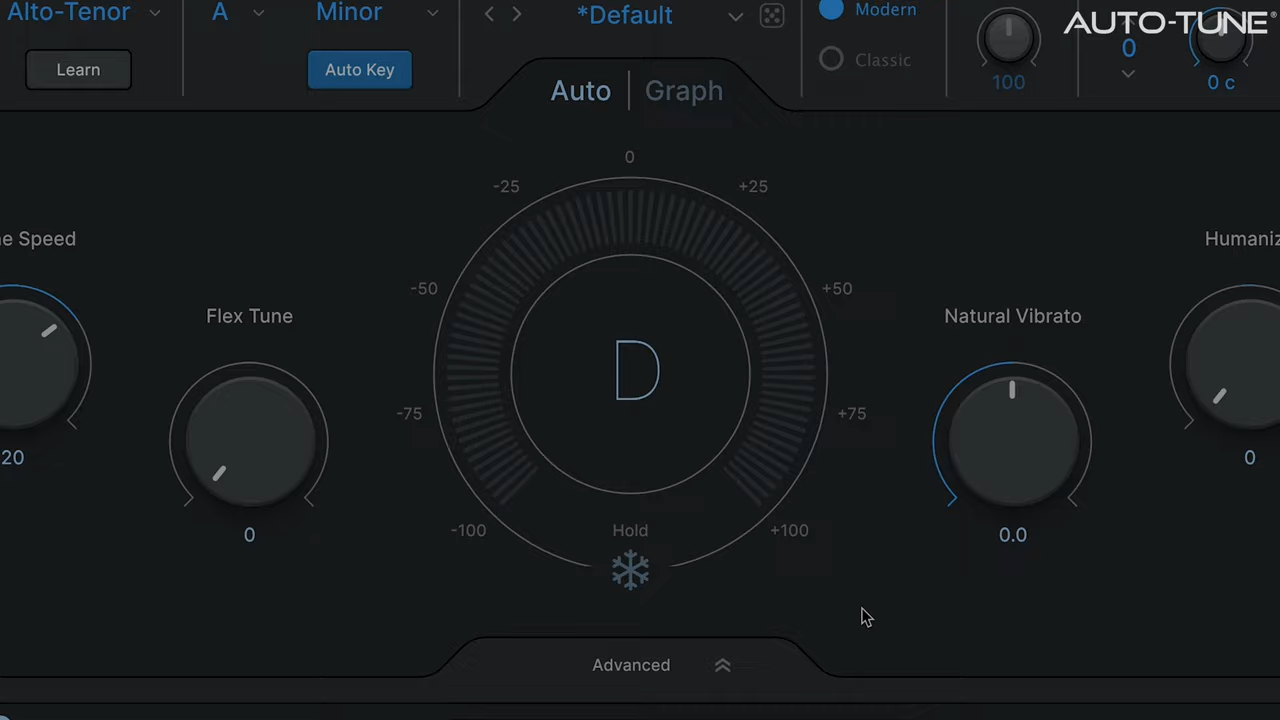 Alto-Tenor
A
Minor
*Default
Modern
AUTO-TUNE®
Learn
Auto Key
Classic
100
0
0 c
Auto
Graph
0
-25
+25
e Speed
Humaniz
-50
+50
Flex Tune
Natural Vibrato
D
-75
+75
20
0
0
0.0
-100
Hold
+100
Advanced